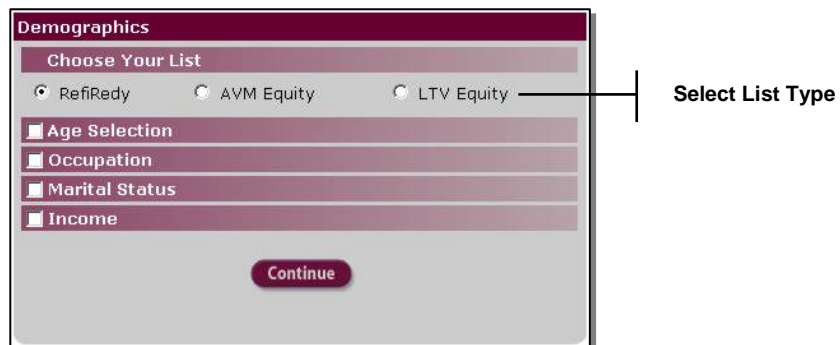 Demographics
Choose Your List
RefiRedy AVM Equity LTV Equity
Select List Type
Age Selection
Occupation
Marital Status
Income
Continue